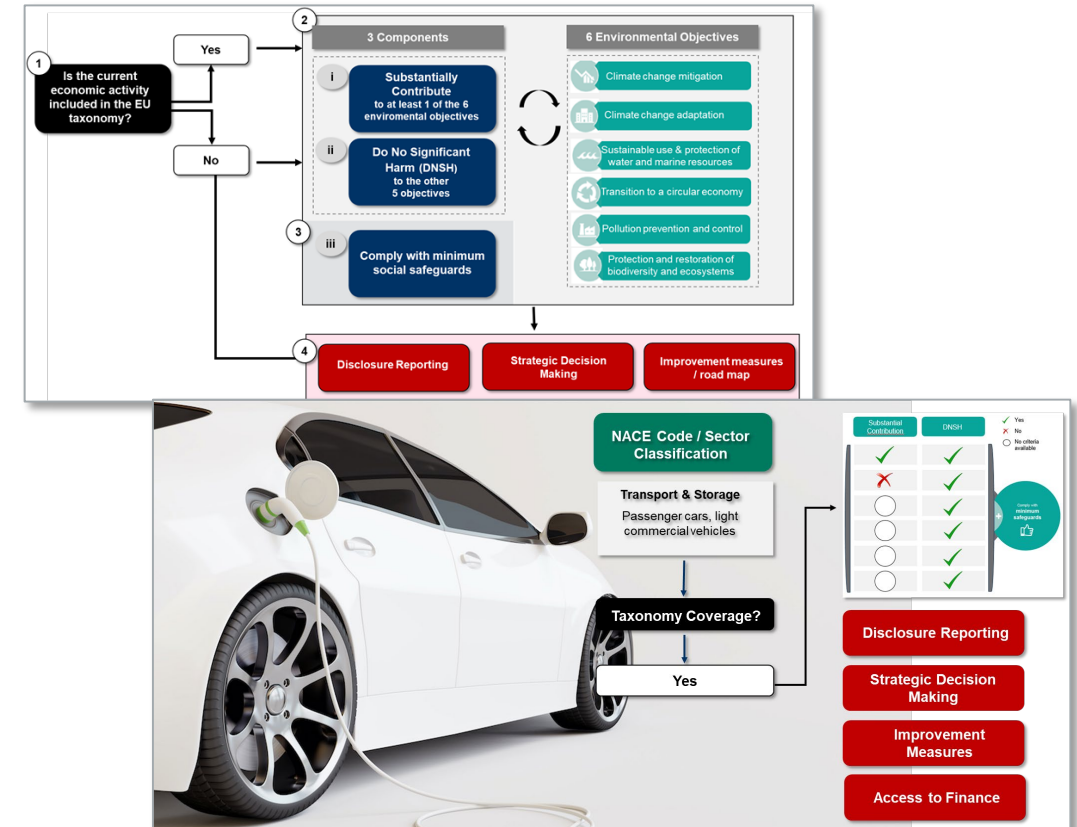 2
3 Components
6 Environmental Objectives
1
Is the current
economic activity
included in the EU
taxonomy?
Yes
No
i
Substantially
Contribute
to at least 1 of the 6
enviromental objectives
ii
Do No Significant
Harm (DNSH)
to the other
5 objectives
3
iii
Comply with minimum
social safeguards
Climate change mitigation
Climate change adaptation
Sustainable use & protection of
water and marine resources
Transition to a circular economy
Pollution prevention and control
Protection and restoration of
biodiversity and ecosystems
4
Disclosure Reporting
Strategic Decision
Making
Improvement measures
/ road map
NACE Code / Sector
Classification
Transport & Storage
Passenger cars, light
commercial vehicles
Taxonomy Coverage?
Yes
Substantial
Contribution
DNSH
Yes
No
No criteria
available
+
Comply with
minimum
safeguards
Disclosure Reporting
Strategic Decision
Making
Improvement
Measures
Access to Finance